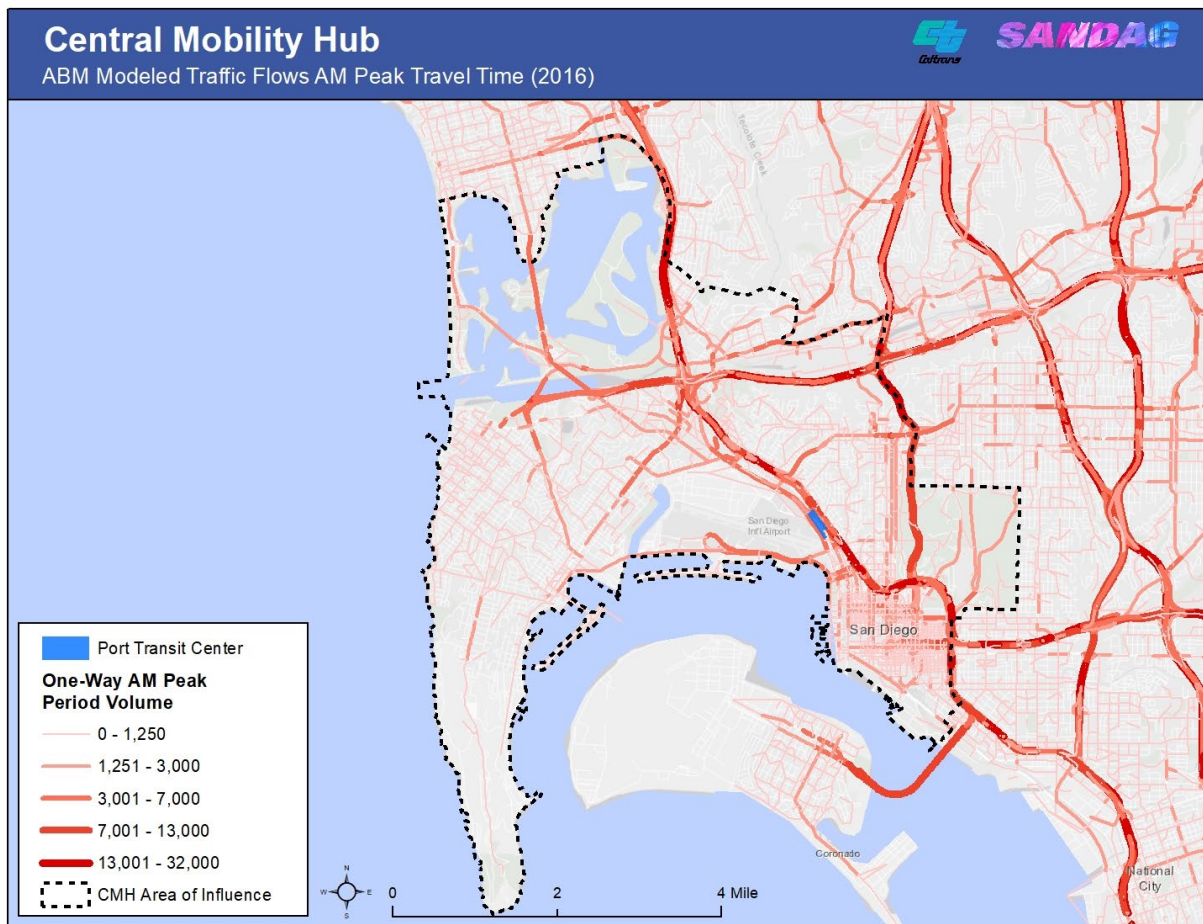 Central Mobility Hub
ABM Modeled Traffic Flows AM Peak Travel Time (2016)
Caltrans
SANDAG
Tecolote Creek
San Diego
Intl Airport
San Diego
Coronado
National
City
Port Transit Center
One-Way AM Peak
Period Volume
0 - 1,250
1,251 - 3,000
3,001 - 7,000
7,001 - 13,000
13,001 - 32,000
CMH Area of Influence
N
W E
S
0 2 4 Mile